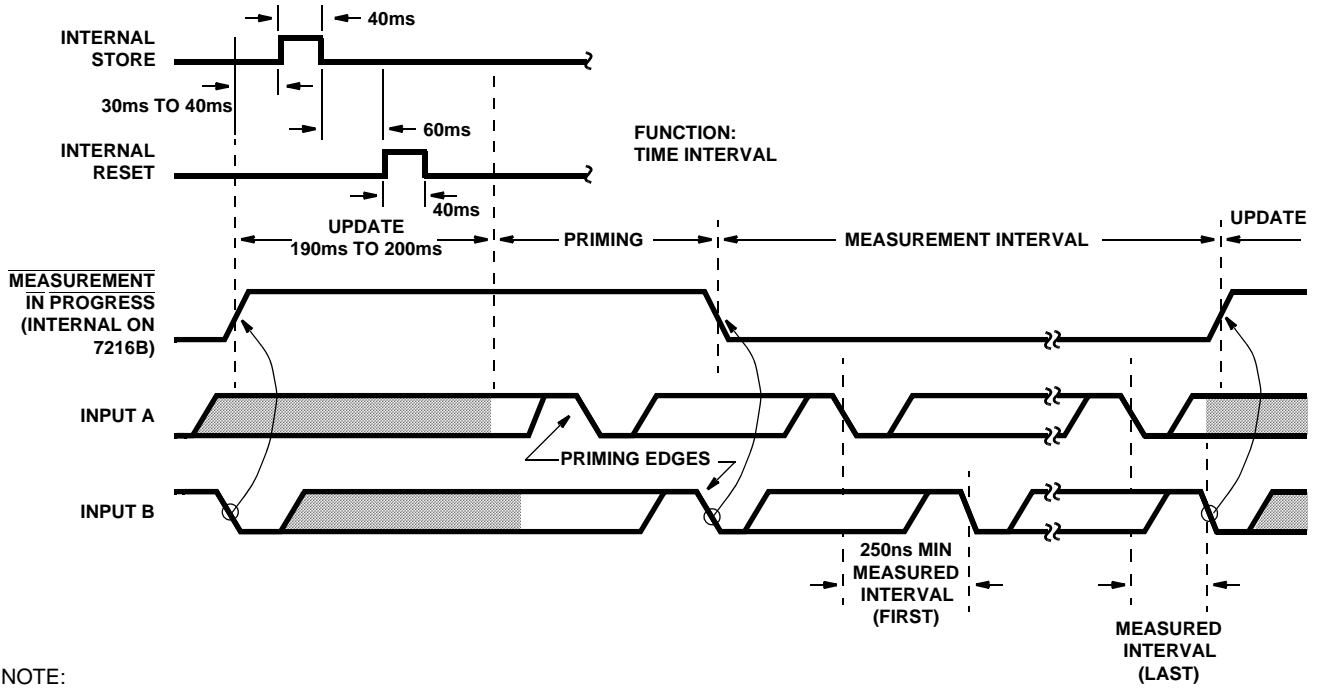 40ms
INTERNAL
STORE
30ms TO 40ms
60ms
FUNCTION:
TIME INTERVAL
INTERNAL
RESET
40ms
UPDATE
190ms TO 200ms
PRIMING
MEASUREMENT INTERVAL
UPDATE
MEASUREMENT
IN PROGRESS
(INTERNAL ON
7216B)
INPUT A
PRIMING EDGES
INPUT B
250ns MIN
MEASURED
INTERVAL
(FIRST)
MEASURED
INTERVAL
(LAST)
NOTE: